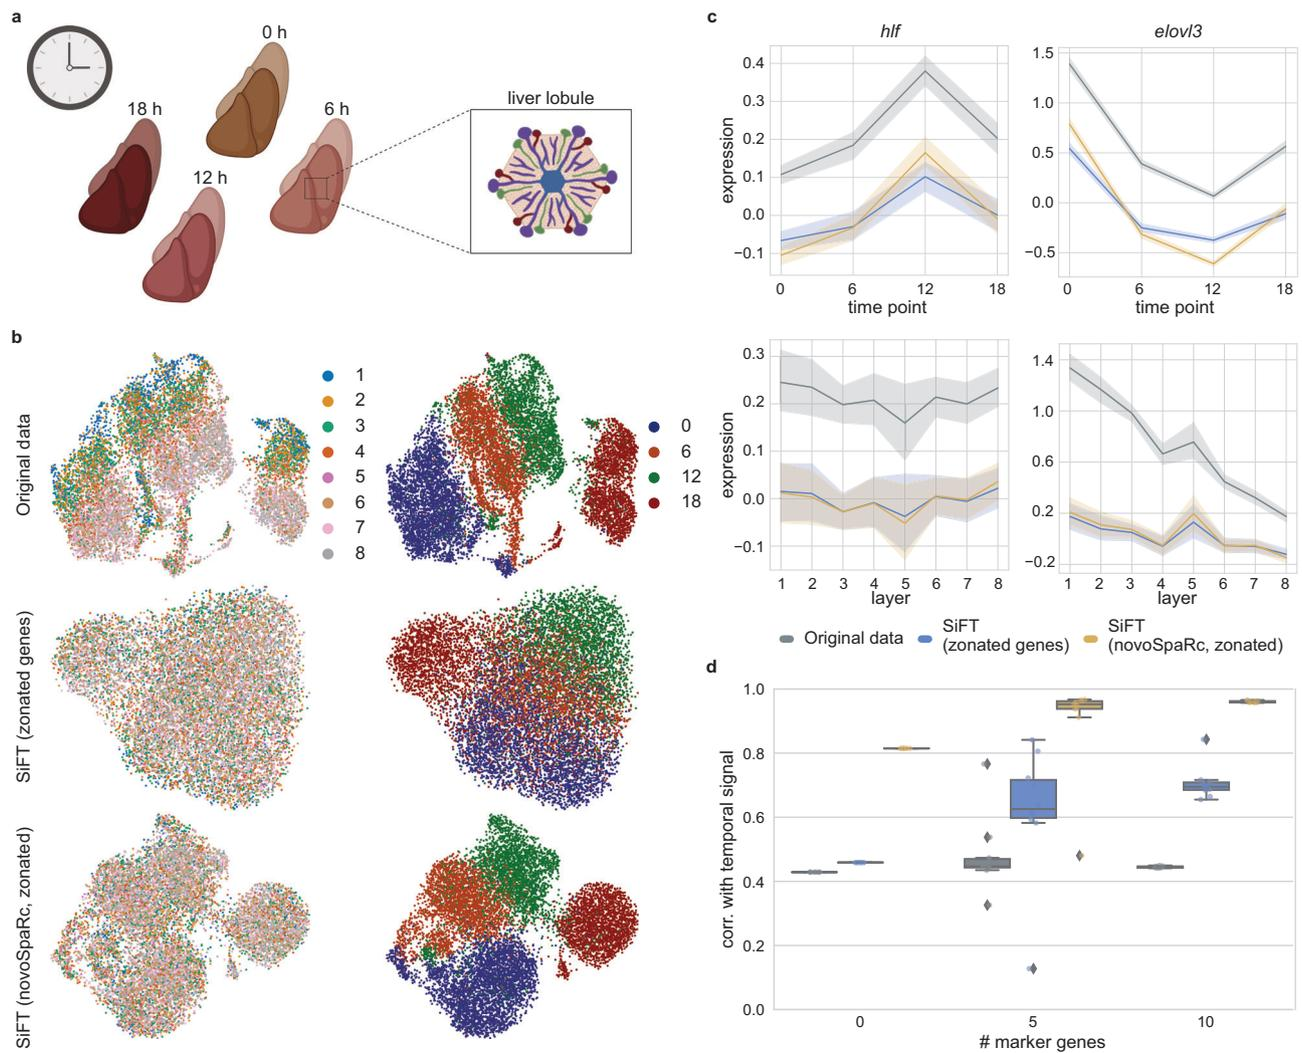 a
0 h
18 h
6 h
12 h
liver lobule
b
Original data
1
2
3
4
5
6
7
8
0
6
12
18
SiFT (zonated genes)
SiFT (novoSpaRc, zonated)
c
hlf
elovl3
expression
0.4
0.3
0.2
0.1
0.0
−0.1
0 6 12 18
time point
1.5
1.0
0.5
0.0
−0.5
0 6 12 18
time point
expression
0.3
0.2
0.1
0.0
−0.1
1 2 3 4 5 6 7 8
layer
1.4
1.0
0.6
0.2
−0.2
1 2 3 4 5 6 7 8
layer
Original data
SiFT
(zonated genes)
SiFT
(novoSpaRc, zonated)
d
corr. with temporal signal
1.0
0.8
0.6
0.4
0.2
0.0
0 5 10
# marker genes